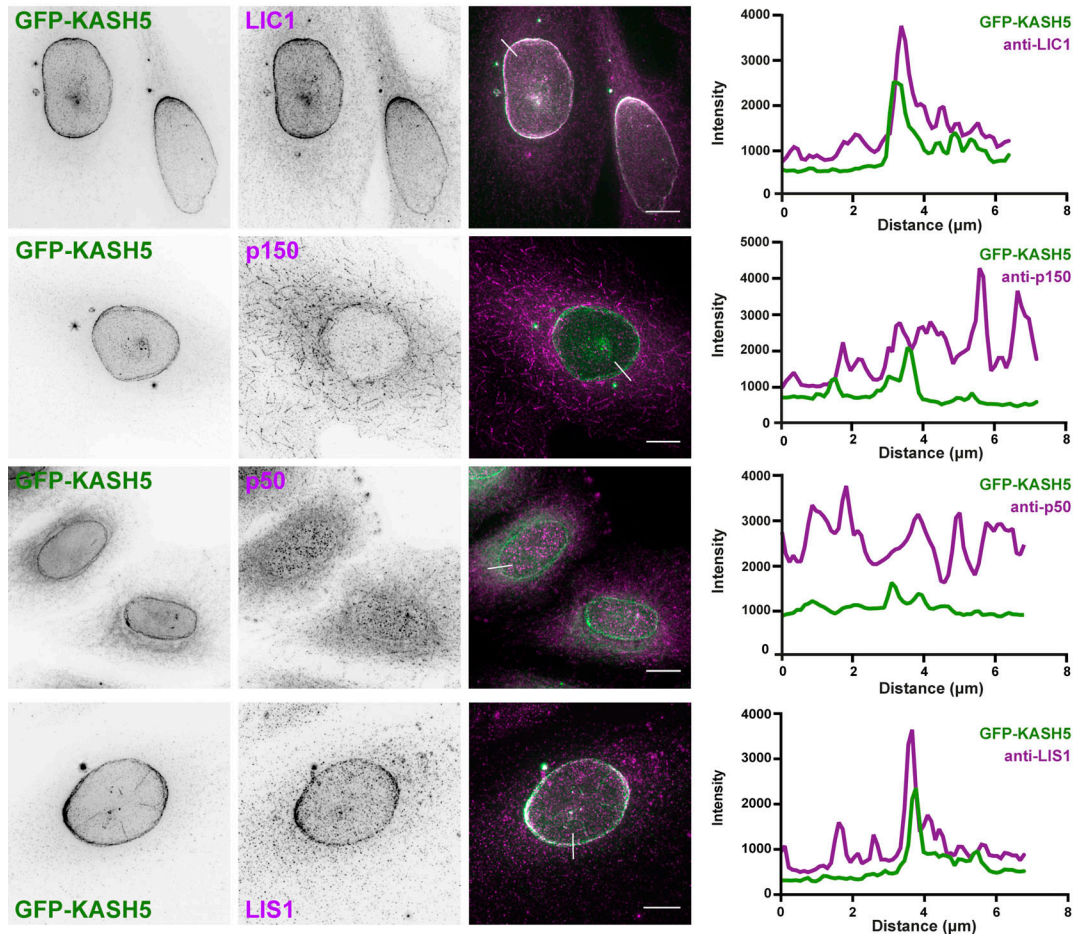 GFP-KASH5 LIC1
GFP-KASH5
anti-LIC1
Intensity
4000
3000
2000
1000
0
0 2 4 6 8
Distance (µm)
GFP-KASH5 p150
GFP-KASH5
anti-p150
Intensity
5000
4000
3000
2000
1000
0
0 2 4 6 8
Distance (µm)
GFP-KASH5 p50
GFP-KASH5
anti-p50
Intensity
4000
3000
2000
1000
0
0 2 4 6 8
Distance (µm)
GFP-KASH5 LIS1
GFP-KASH5
anti-LIS1
Intensity
4000
3000
2000
1000
0
0 2 4 6 8
Distance (µm)